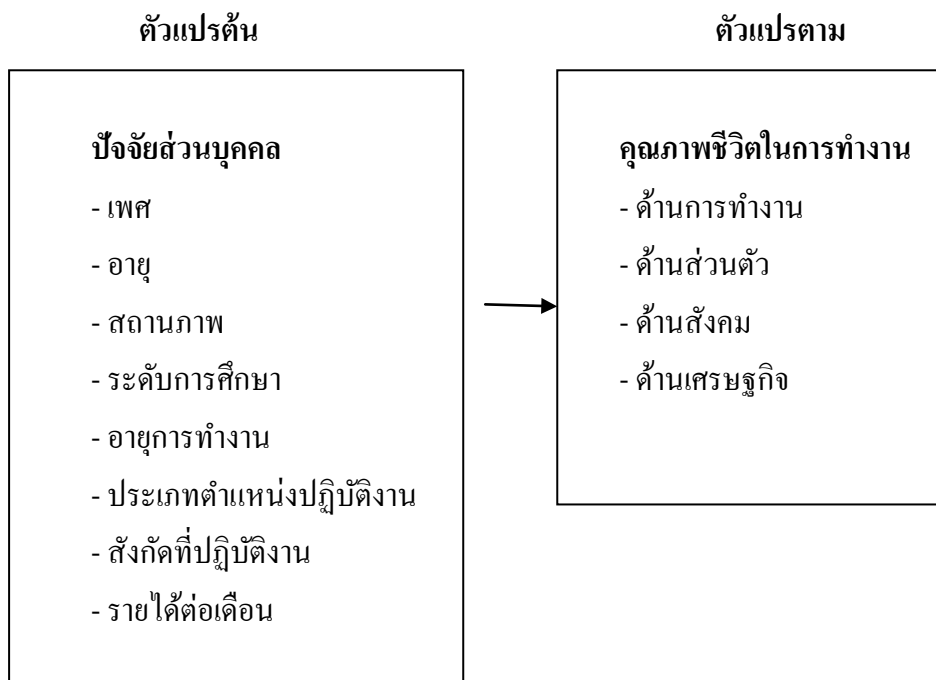 ตัวแปรต้น
ตัวแปรตาม
ปัจจัยส่วนบุคคล
- เพศ
- อายุ
- สถานภาพ
- ระดับการศึกษา
- อายุการทำงาน
- ประเภทตำแหน่งปฏิบัติงาน
- สังกัดที่ปฏิบัติงาน
- รายได้ต่อเดือน
คุณภาพชีวิตในการทำงาน
- ด้านการทำงาน
- ด้านส่วนตัว
- ด้านสังคม
- ด้านเศรษฐกิจ